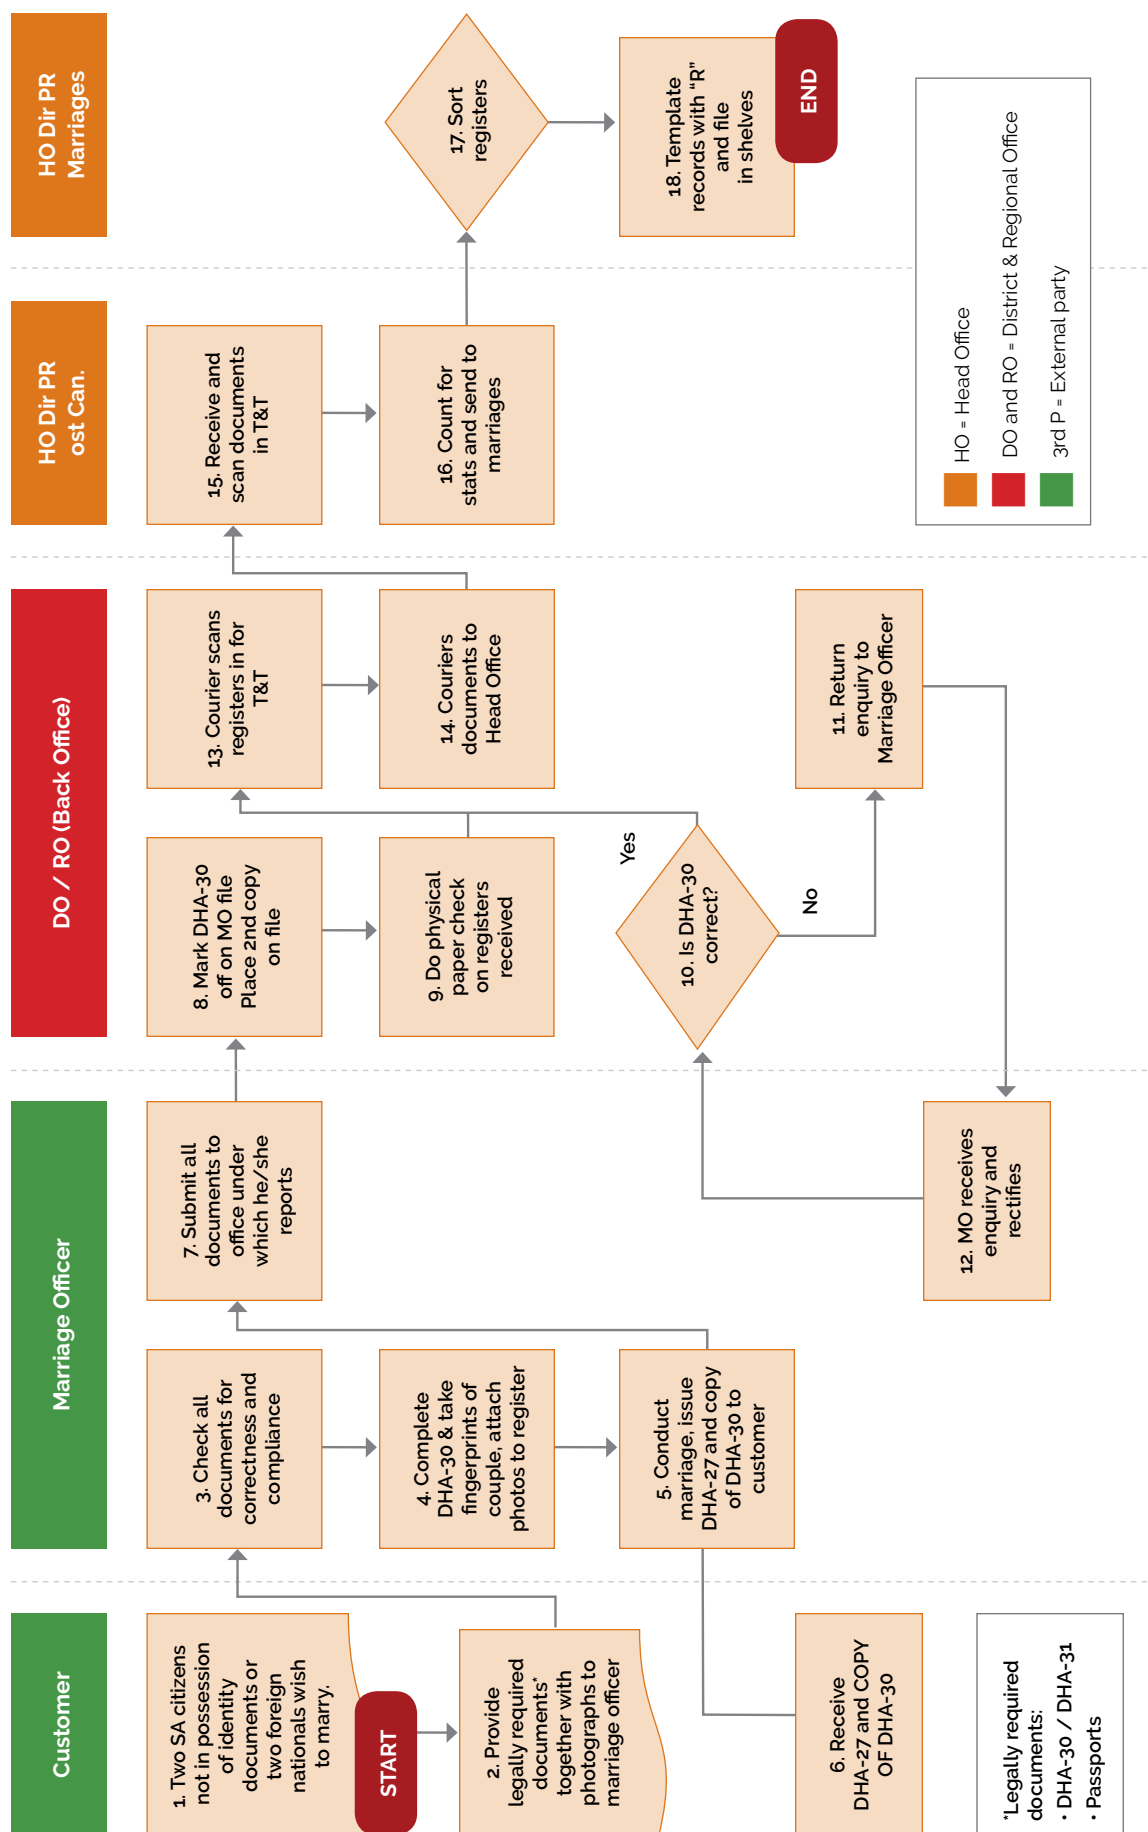 Customer
Marriage Officer
DO / RO (Back Office)
HO Dir PR
ost Can.
HO Dir PR
Marriages
1. Two SA citizens
not in possession
of identity
documents or
two foreign
nationals wish
to marry.
START
2. Provide
legally required
documents*
together with
photographs to
marriage officer
3. Check all
documents for
correctness and
compliance
4. Complete
DHA-30 & take
fingerprints of
couple, attach
photos to register
5. Conduct
marriage, issue
DHA-27 and copy
of DHA-30 to
customer
6. Receive
DHA-27 and COPY
OF DHA-30
7. Submit all
documents to
office under
which he/she
reports
8. Mark DHA-30
off on MO file
Place 2nd copy
on file
9. Do physical
paper check
on registers
received
10. Is DHA-30
correct?
Yes
No
11. Return
enquiry to
Marriage Officer
12. MO receives
enquiry and
rectifies
13. Courier scans
registers in for
T&T
14. Couriers
documents to
Head Office
15. Receive and
scan documents
in T&T
16. Count for
stats and send to
marriages
17. Sort
registers
18. Template
records with “R”
and file
in shelves
END
*Legally required
documents:
• DHA-30 / DHA-31
• Passports
HO = Head Office
DO and RO = District & Regional Office
3rd P = External party